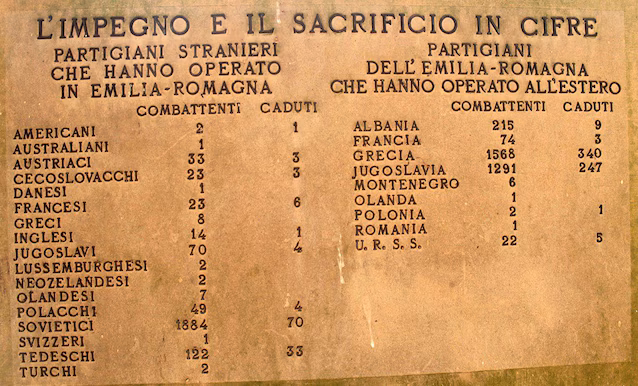 L'IMPEGNO E IL SACRIFICIO IN CIFRE
PARTIGIANI STRANIERI
CHE HANNO OPERATO
IN EMILIA-ROMAGNA
COMBATTENTI CADUTI
AMERICANI 2 1
AUSTRALIANI 1
AUSTRIACI 33 3
CECOSLOVACCHI 23 3
DANESI 1
FRANCESI 23 6
GRECI 8
INGLESI 14 1
JUGOSLAVI 70 4
LUSSEMBURGHESI 2
NEOZELANDESI 2
OLANDESI 7
POLACCHI 49 4
SOVIETICI 1884 70
SVIZZERI 1
TEDESCHI 122 33
TURCHI 2
PARTIGIANI
DELL'EMILIA-ROMAGNA
CHE HANNO OPERATO ALL'ESTERO
COMBATTENTI CADUTI
ALBANIA 215 9
FRANCIA 74 3
GRECIA 1568 340
JUGOSLAVIA 1291 247
MONTENEGRO 6
OLANDA 1
POLONIA 2 1
ROMANIA 1
U.R.S.S. 22 5